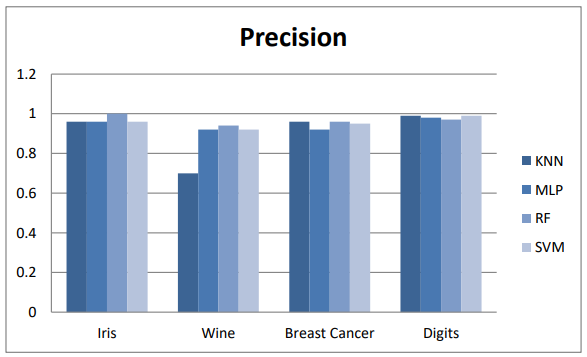 Precision
1.2
1
0.8
0.6
0.4
0.2
0
Iris Wine Breast Cancer Digits
KNN
MLP
RF
SVM